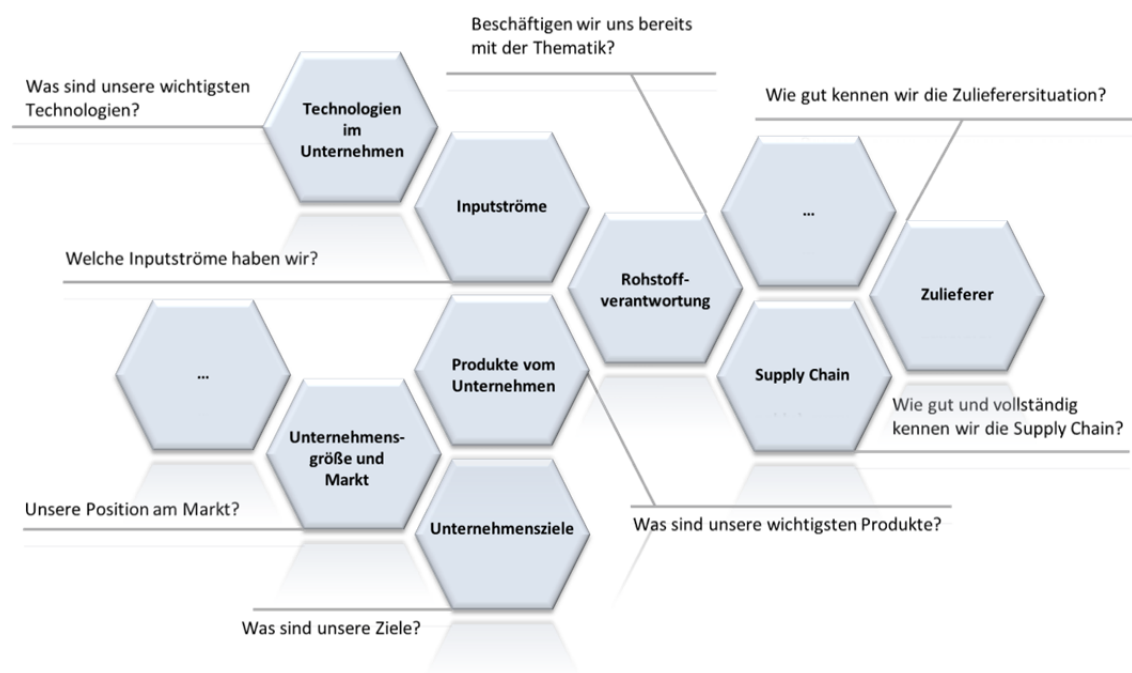 Beschäftigen wir uns bereits
mit der Thematik?
Was sind unsere wichtigsten
Technologien?
Wie gut kennen wir die Zulieferersituation?
Technologien
im
Unternehmen
Inputströme
...
Welche Inputströme haben wir?
Rohstoff-
verantwortung
Zulieferer
...
Produkte vom
Unternehmen
Supply Chain
Wie gut und vollständig
kennen wir die Supply Chain?
Unternehmens-
größe und
Markt
Unsere Position am Markt?
Unternehmensziele
Was sind unsere wichtigsten Produkte?
Was sind unsere Ziele?